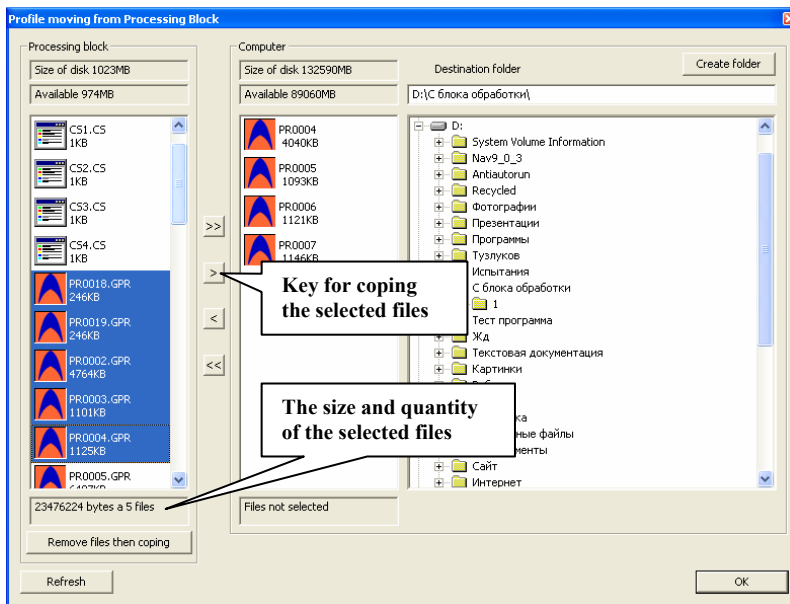 Profile moving from Processing Block
Processing block
Size of disk 1023MB
Available 974MB
CS1.CS
1KB
CS2.CS
1KB
CS3.CS
1KB
CS4.CS
1KB
PR0018.GPR
246KB
PR0019.GPR
246KB
PR0002.GPR
4764KB
PR0003.GPR
1101KB
PR0004.GPR
1125KB
PR0005.GPR
23476224 bytes a 5 files
Remove files then coping
Refresh
>>
>
<
<<
Computer
Size of disk 132590MB
Available 89060MB
PR0004
4040KB
PR0005
1093KB
PR0006
1121KB
PR0007
1146KB
Files not selected
Destination folder
Create folder
D:\С блока обработки\
D:
System Volume Information
Nav9_0_3
Antiautorun
Recycled
Фотографии
Презентации
Программы
Тузлуков
Испытания
С блока обработки
1
Тест программа
Жд
Текстовая документация
Картинки
Сайт
Интернет
Key for coping
the selected files
The size and quantity
of the selected files
OK